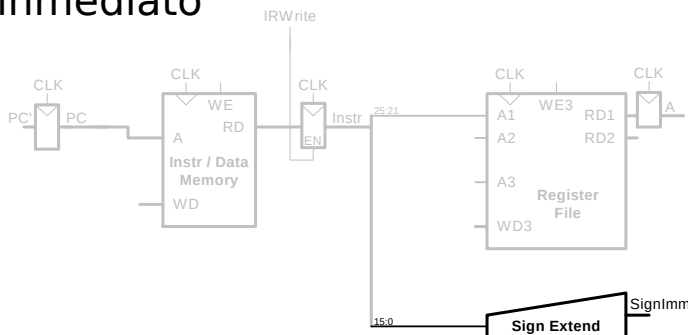 inmediato
IRWrite
CLK
CLK
CLK
CLK
CLK
PC'
PC
WE
RD
A
Instr / Data
Memory
WD
EN
Instr
25:21
A1
WE3
RD1
A
A2
RD2
A3
Register
File
WD3
15:0
SignImm
Sign Extend